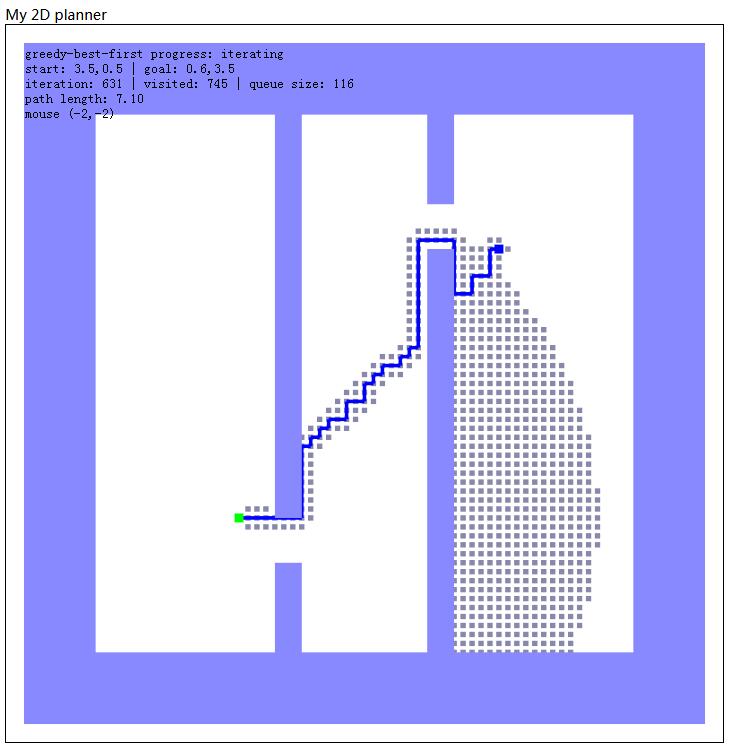 My 2D planner
greedy-best-first progress: iterating
start: 3.5,0.5 | goal: 0.6,3.5
iteration: 631 | visited: 745 | queue size: 116
path length: 7.10
mouse (-2,-2)